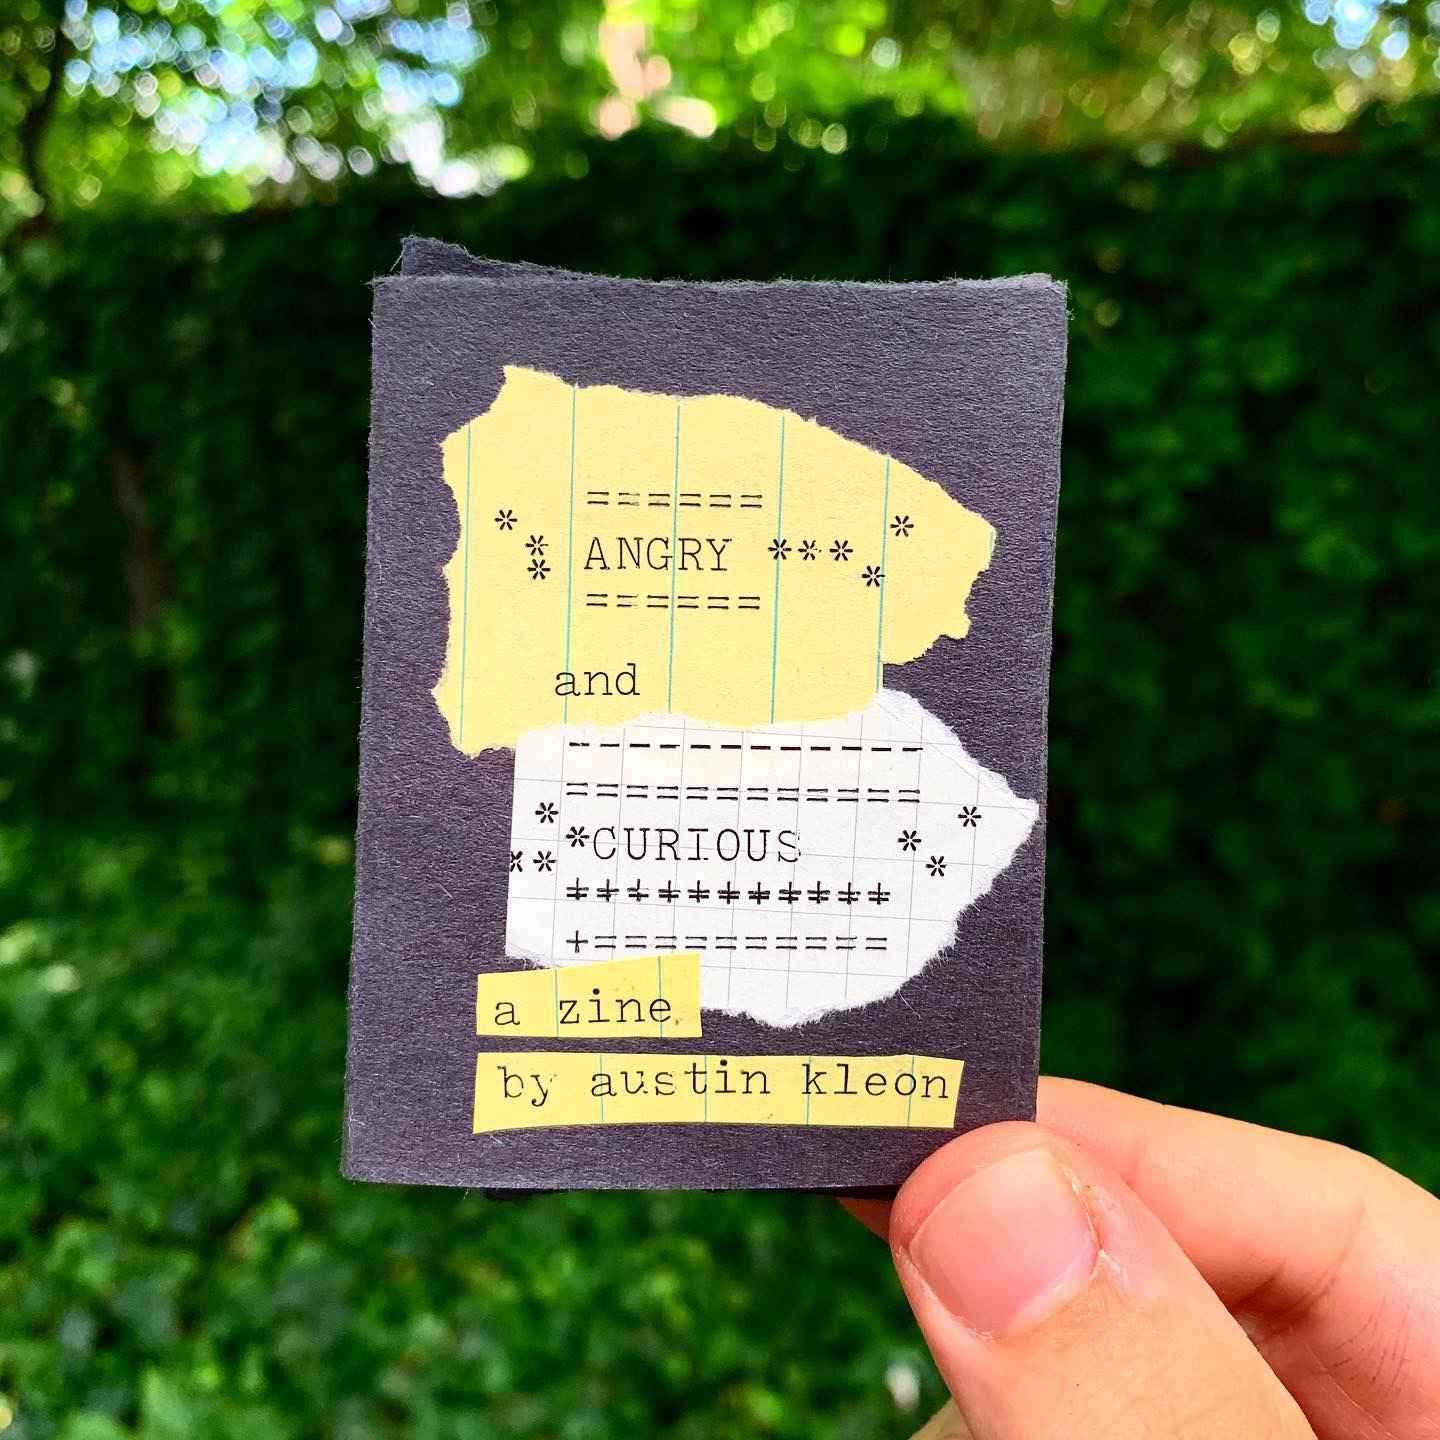 ======
* ** ANGRY **** *
======
and
------------
============
* *CURIOUS * * *
**
‡‡‡‡‡‡‡‡‡‡‡
+==========
a zine
by austin kleon